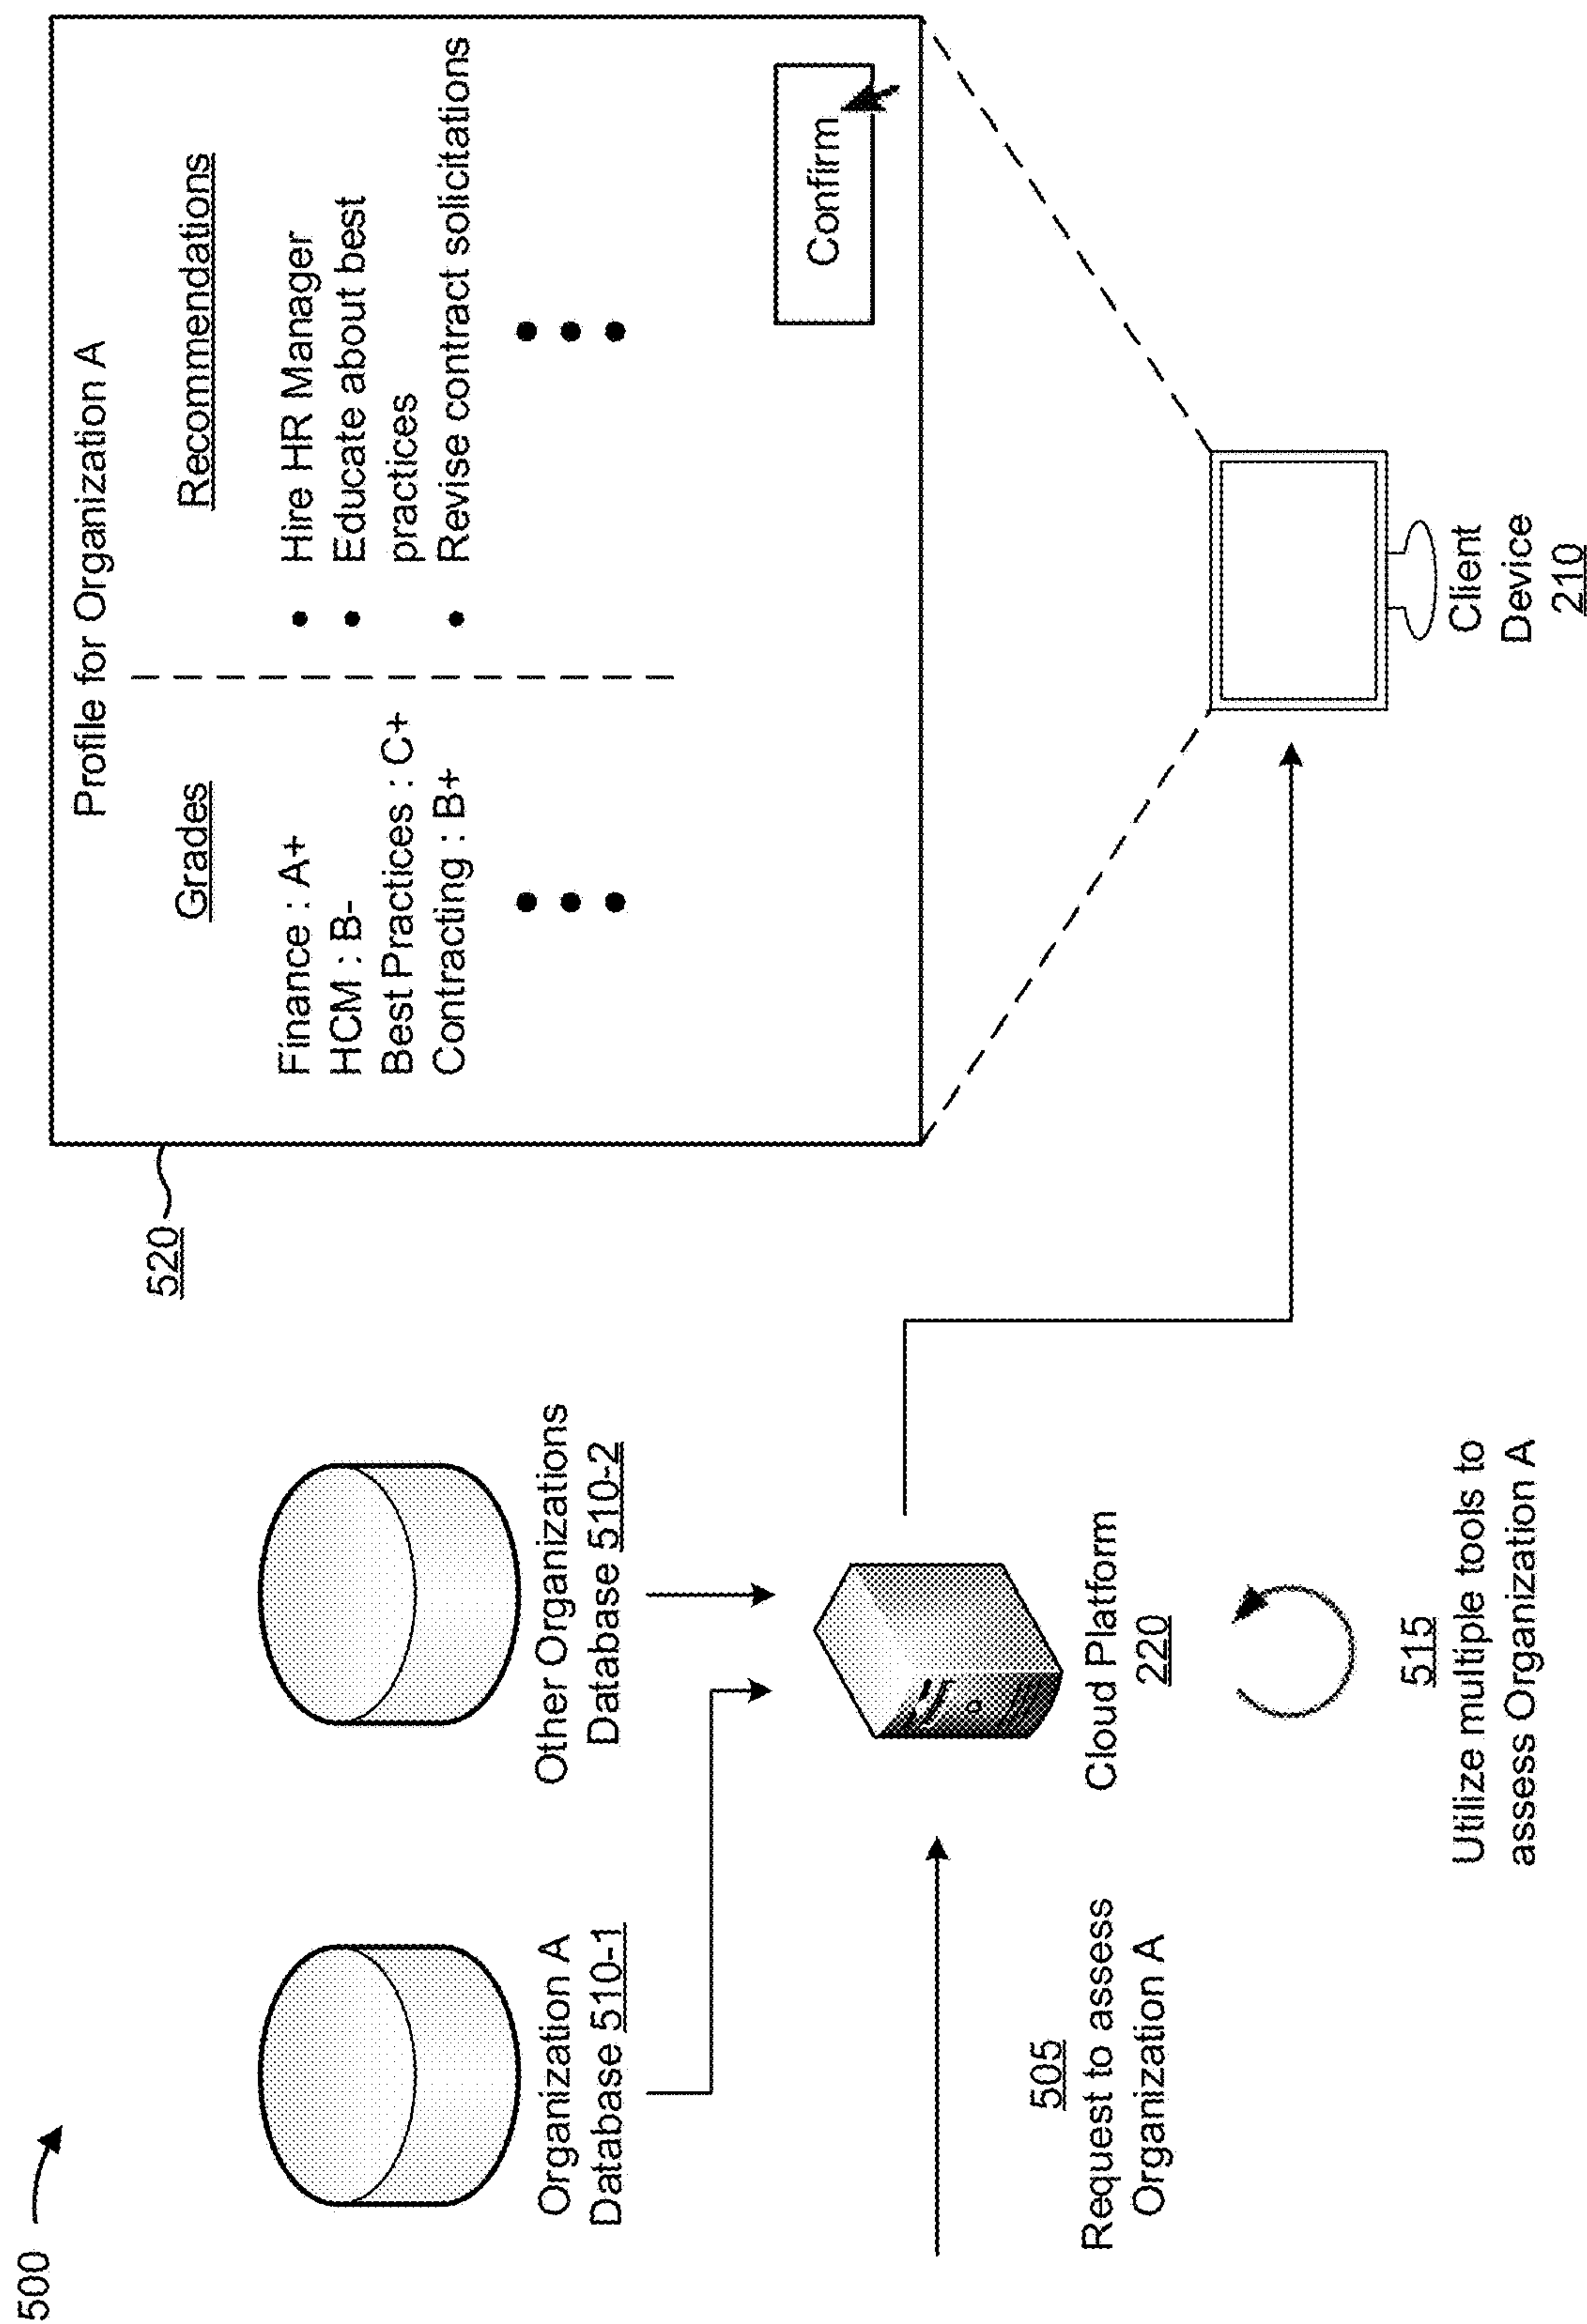 500
Organization A
Database 510-1
Other Organizations
Database 510-2
505
Request to assess
Organization A
Cloud Platform
220
515
Utilize multiple tools to
assess Organization A
520
Profile for Organization A
Grades
Finance : A+
HCM : B-
Best Practices : C+
Contracting : B+
Recommendations
• Hire HR Manager
• Educate about best
practices
• Revise contract solicitations
Confirm
Client
Device
210